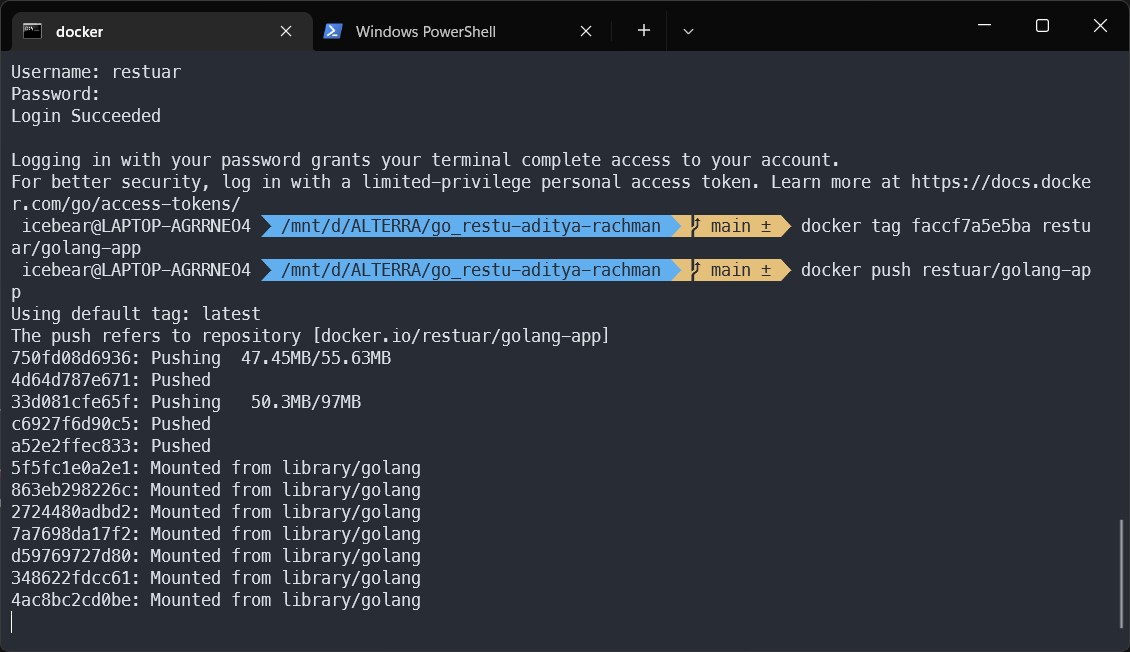 docker
Windows PowerShell
Username: restuar
Password:
Login Succeeded
Logging in with your password grants your terminal complete access to your account.
For better security, log in with a limited-privilege personal access token. Learn more at https://docs.docke
r.com/go/access-tokens/
icebear@LAPTOP-AGRRNEO4 /mnt/d/ALTERRA/go_restu-aditya-rachman main ± docker tag faccf7a5e5ba restu
ar/golang-app
icebear@LAPTOP-AGRRNEO4 /mnt/d/ALTERRA/go_restu-aditya-rachman main ± docker push restuar/golang-ap
p
Using default tag: latest
The push refers to repository [docker.io/restuar/golang-app]
750fd08d6936: Pushing  47.45MB/55.63MB
4d64d787e671: Pushed
33d081cfe65f: Pushing   50.3MB/97MB
c6927f6d90c5: Pushed
a52e2ffec833: Pushed
5f5fc1e0a2e1: Mounted from library/golang
863eb298226c: Mounted from library/golang
2724480adbd2: Mounted from library/golang
7a7698da17f2: Mounted from library/golang
d59769727d80: Mounted from library/golang
348622fdcc61: Mounted from library/golang
4ac8bc2cd0be: Mounted from library/golang